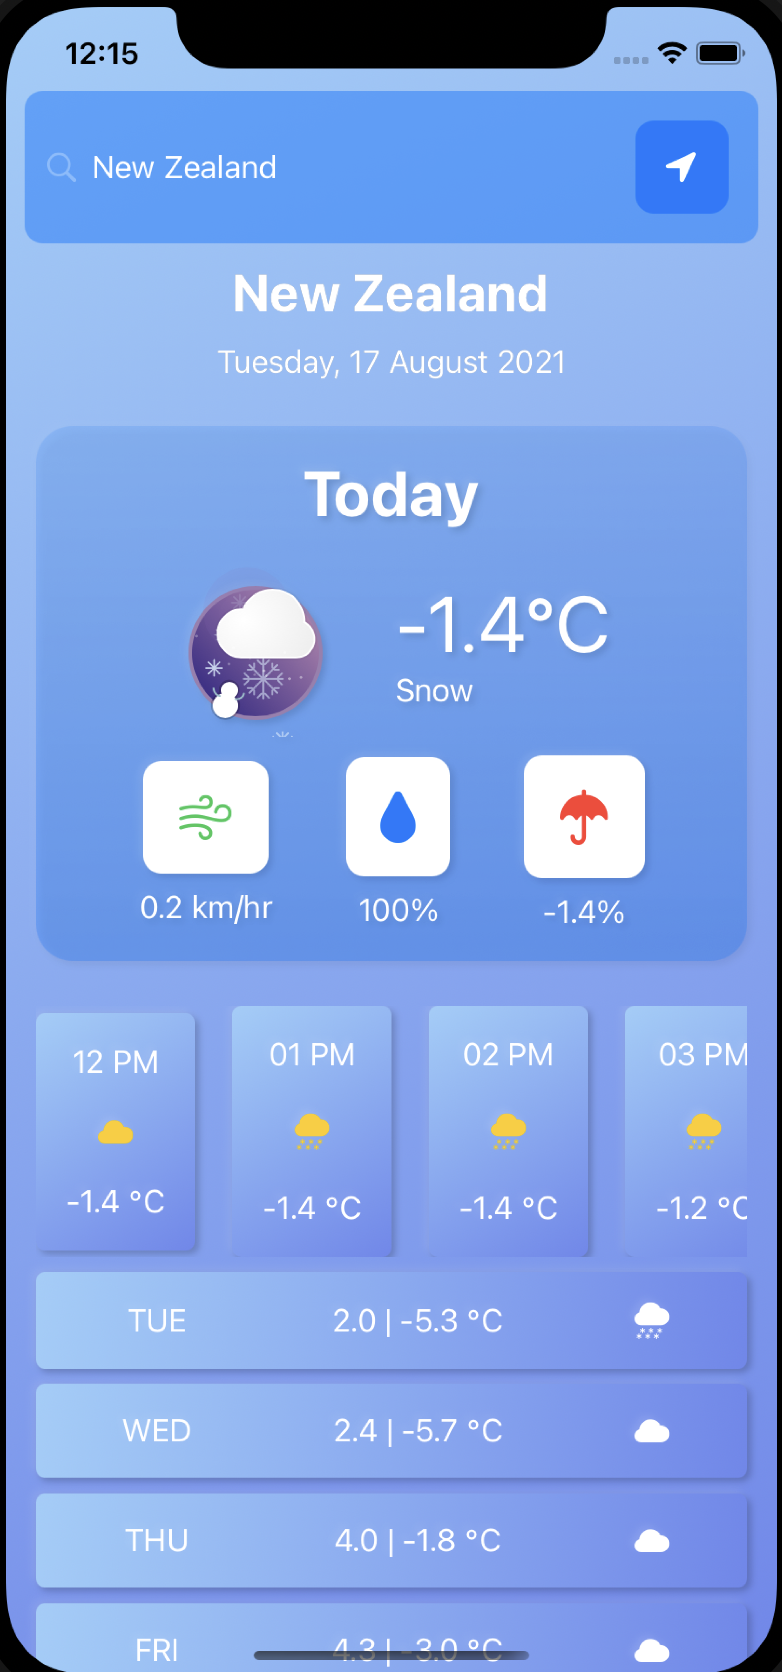 12:15
New Zealand
New Zealand
Tuesday, 17 August 2021
Today
-1.4°C
Snow
0.2 km/hr 100% -1.4%
12 PM 01 PM 02 PM 03 PM
-1.4 °C -1.4 °C -1.4 °C -1.2 °C
TUE 2.0 | -5.3 °C
WED 2.4 | -5.7 °C
THU 4.0 | -1.8 °C
FRI 4.3 | -3.0 °C